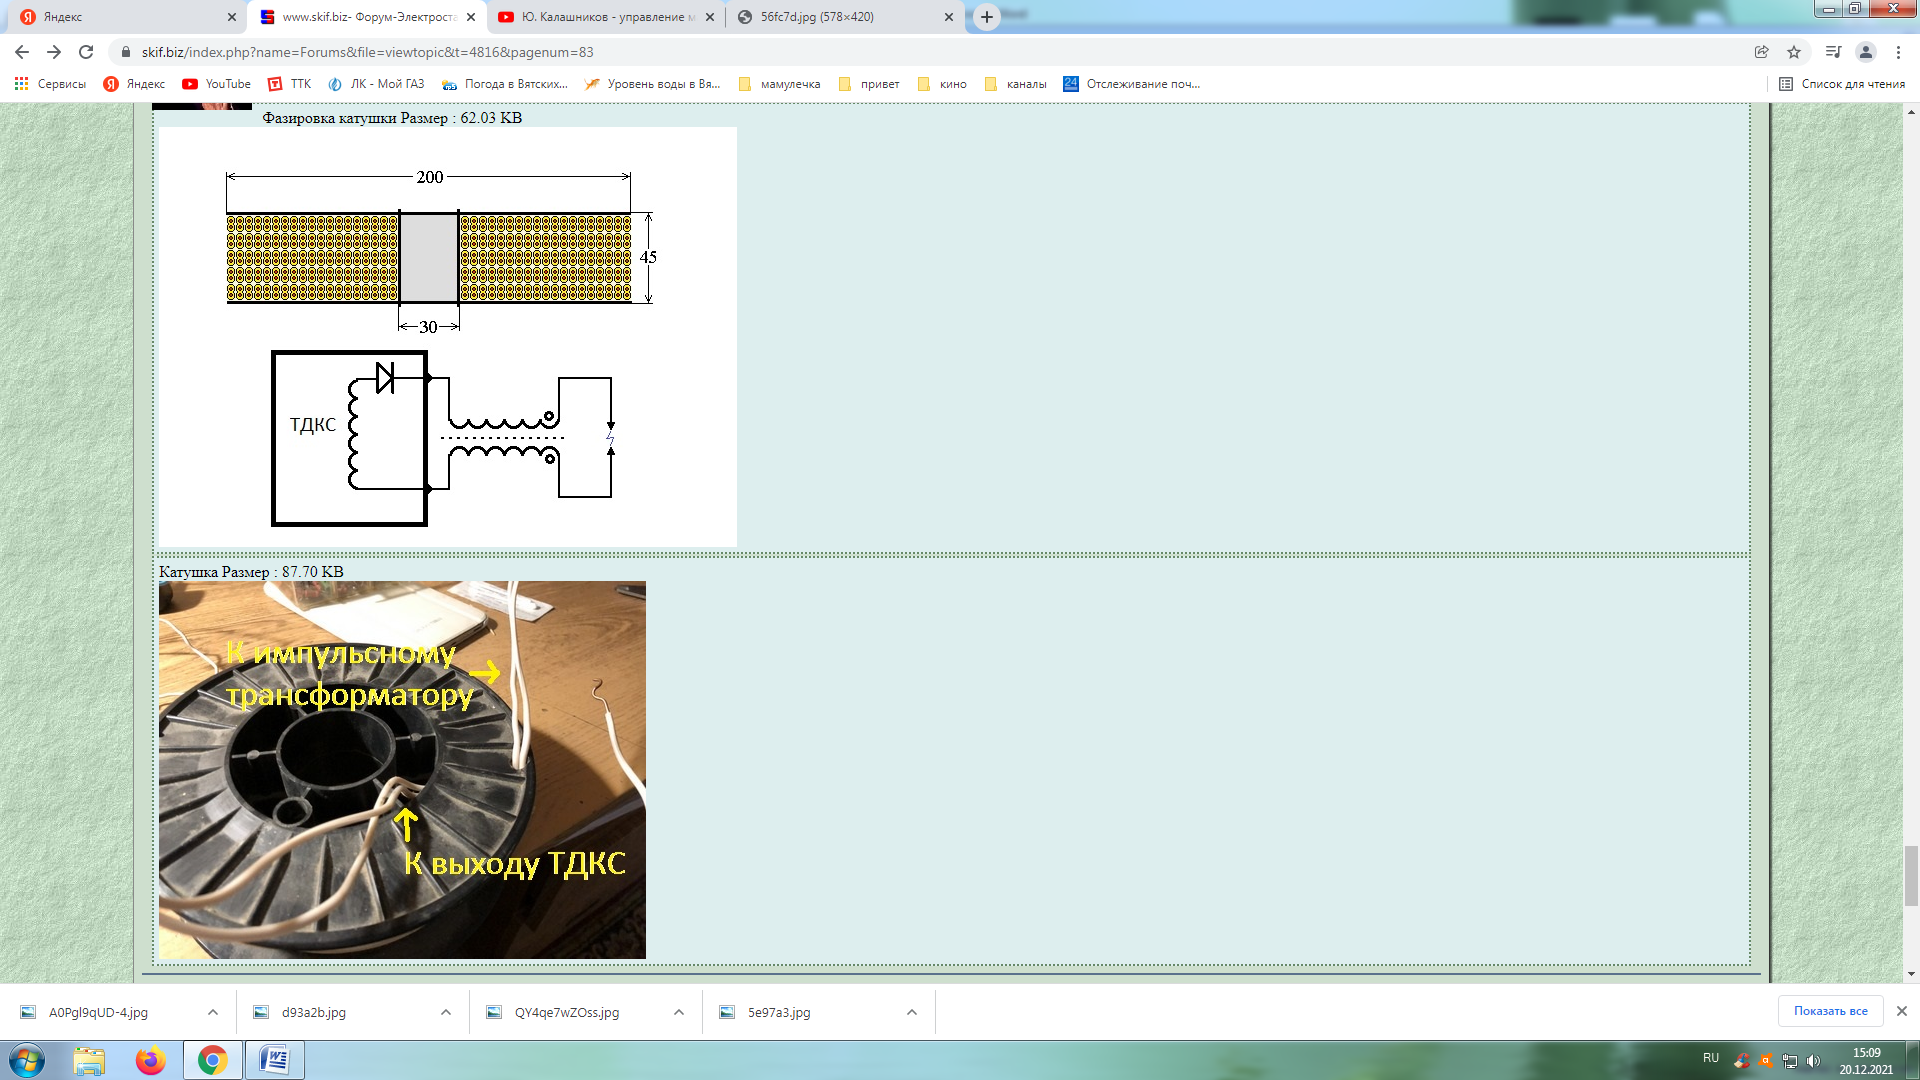 Яндекс
www.skif.biz- Форум-Электроста
Ю. Калашников - управление м
56fc7d.jpg (578×420)
skif.biz/index.php?name=Forums&file=viewtopic&t=4816&pagenum=83
Сервисы
Яндекс
YouTube
ТТК
ЛК - Мой ГАЗ
Погода в Вятских...
Уровень воды в Вя...
мамулечка
привет
кино
каналы
24
Отслеживание поч...
Список для чтения
Фазировка катушки Размер : 62.03 KB
200
45
30
ТДКС
Катушка Размер : 87.70 KB
К импульсному
трансформатору
К выходу ТДКС
A0Pgl9qUD-4.jpg
d93a2b.jpg
QY4qe7wZOss.jpg
5e97a3.jpg
Показать все
RU
15:09
20.12.2021